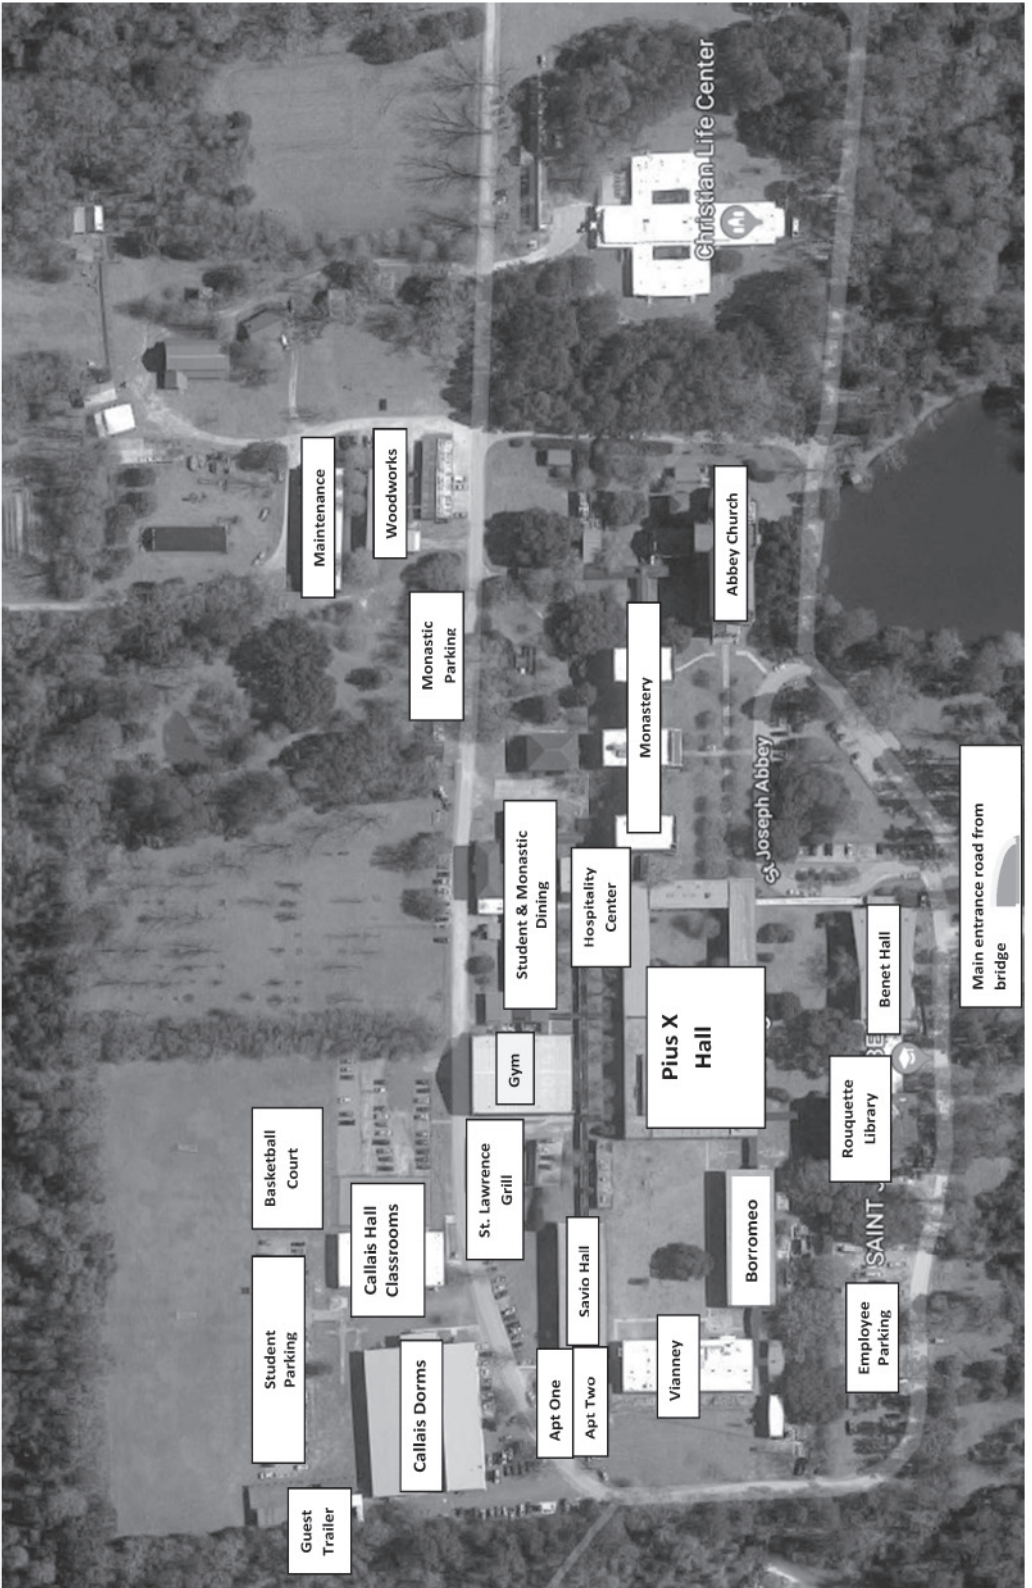 Guest
Trailer
Student
Parking
Basketball
Court
Maintenance
Callais Hall
Classrooms
Woodworks
Callais Dorms
Monastic
Parking
St. Lawrence
Grill
Gym
Student & Monastic
Dining
Apt One
Apt Two
Savio Hall
Hospitality
Center
Monastery
Vianney
Pius X
Hall
Christian Life Center
Borromeo
Abbey Church
St Joseph Abbey
Employee
Parking
Rouquette
Library
SAINT
Benet Hall
Main entrance road from
bridge